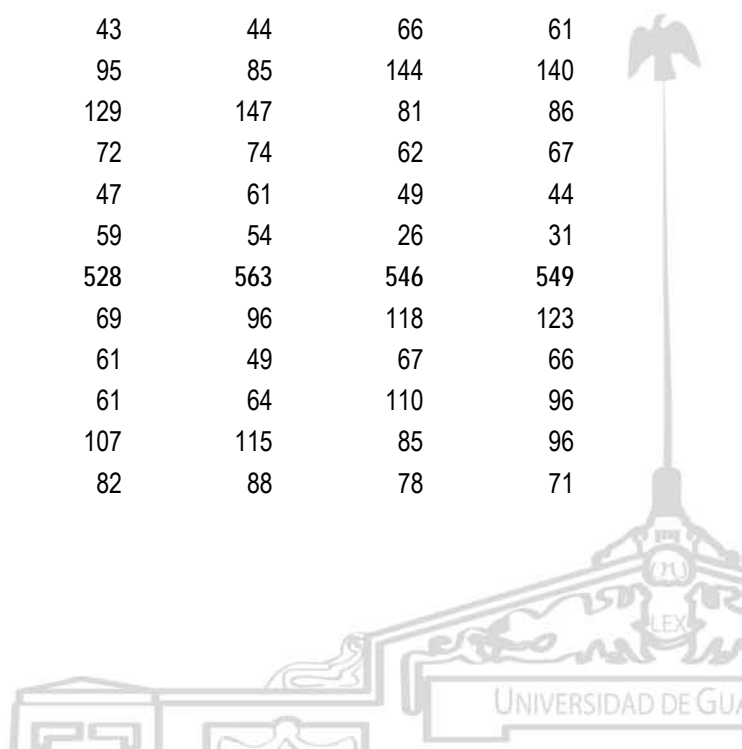 43 44 66 61
95 85 144 140
129 147 81 86
72 74 62 67
47 61 49 44
59 54 26 31
528 563 546 549
69 96 118 123
61 49 67 66
61 64 110 96
107 115 85 96
82 88 78 71
LEX
UNIVERSIDAD DE GUA